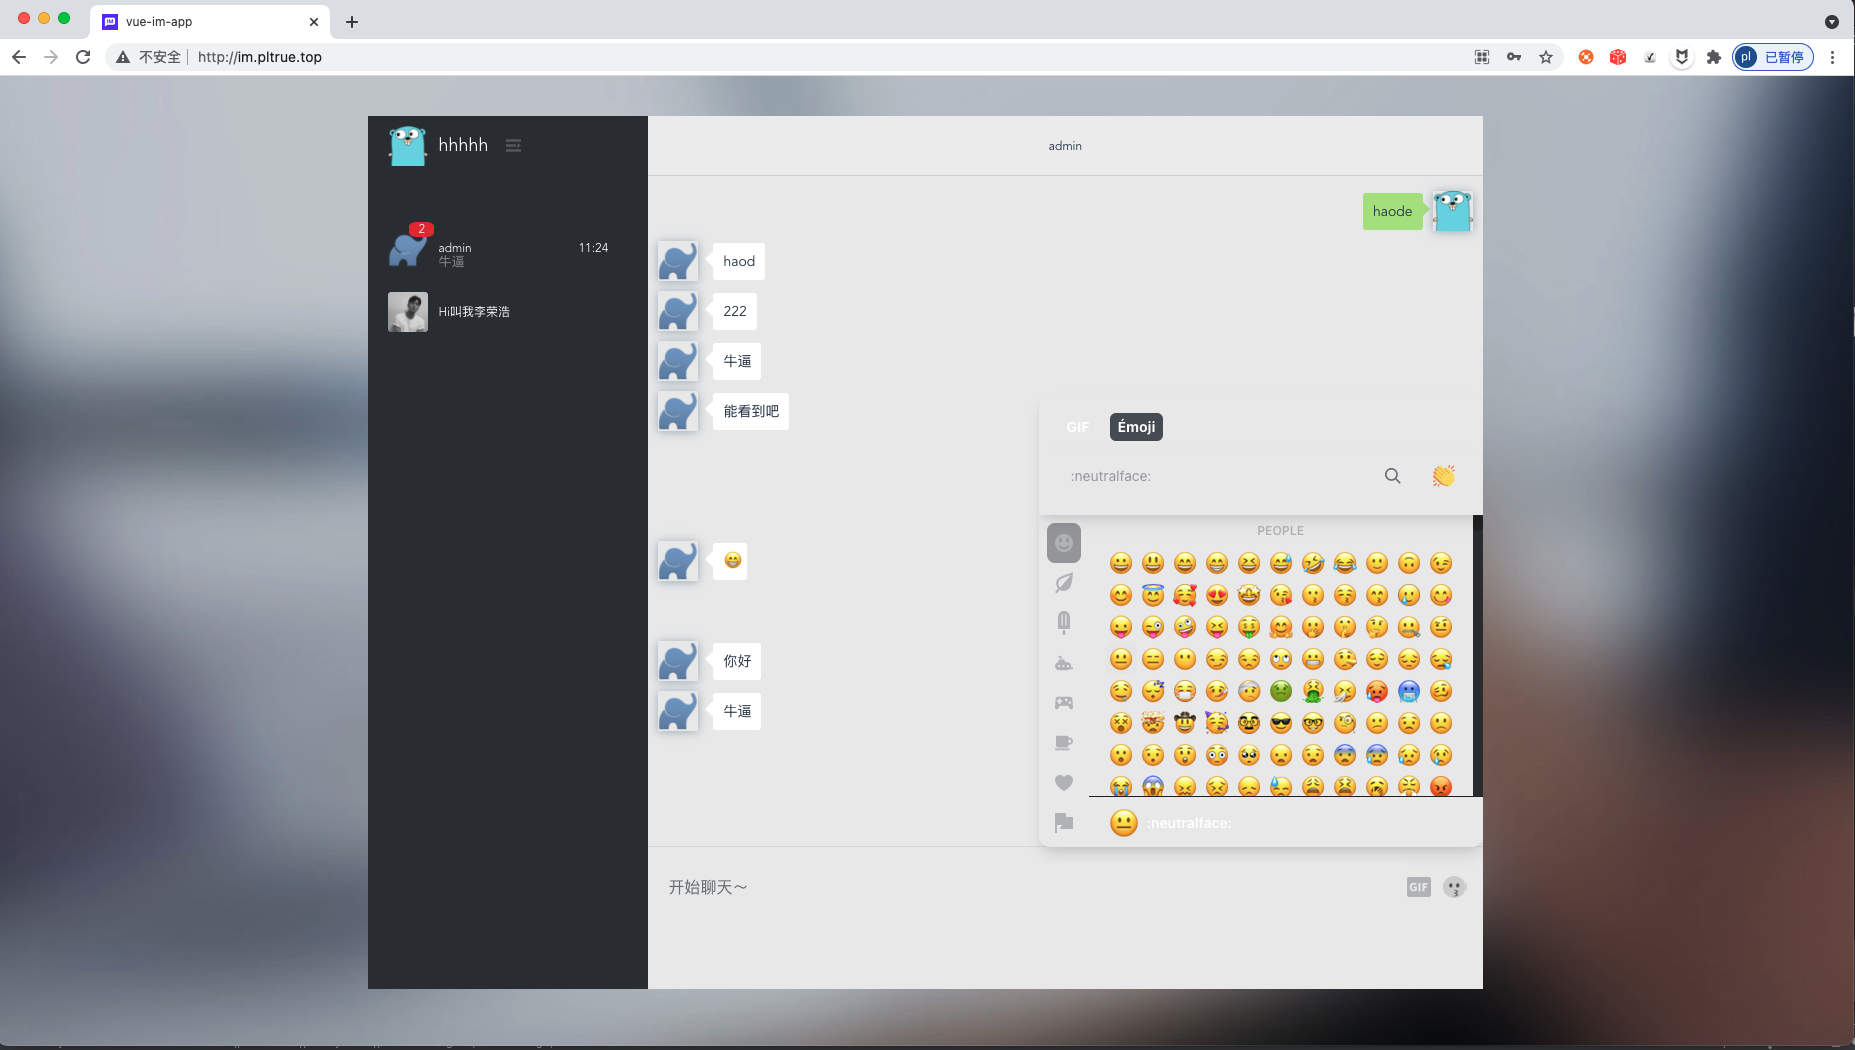 vue-im-app
不安全
http://im.pltrue.top
pl 已暂停
hhhhh
admin
haode
2
admin
11:24
牛逼
haod
Hi叫我李荣浩
222
牛逼
能看到吧
GIF
Émoji
:neutralface:
PEOPLE
你好
牛逼
:neutralface:
开始聊天～
GIF